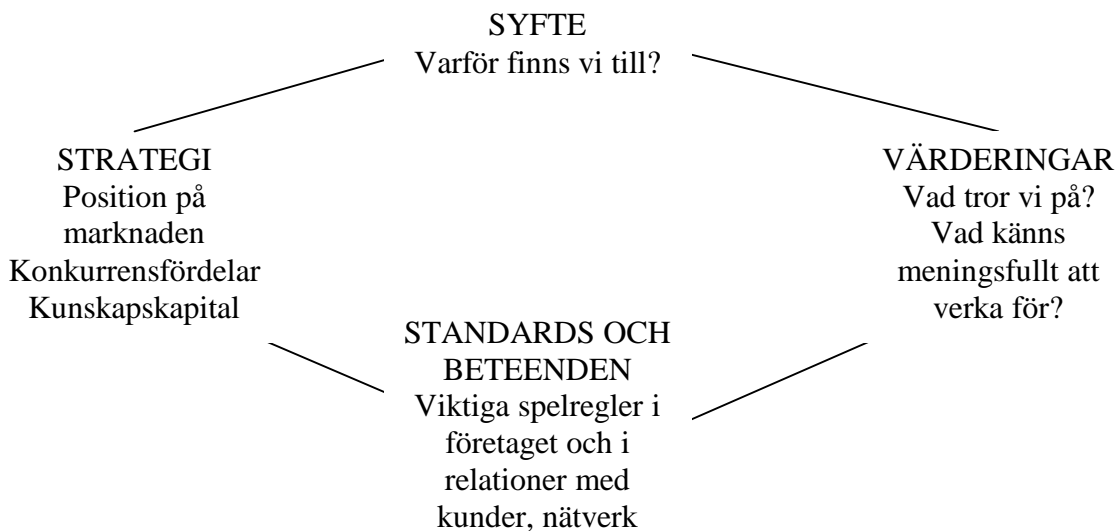 SYFTE
Varför finns vi till?
STRATEGI
Position på
marknaden
Konkurrensfördelar
Kunskapskapital
VÄRDERINGAR
Vad tror vi på?
Vad känns
meningsfullt att
verka för?
STANDARDS OCH
BETEENDEN
Viktiga spelregler i
företaget och i
relationer med
kunder, nätverk